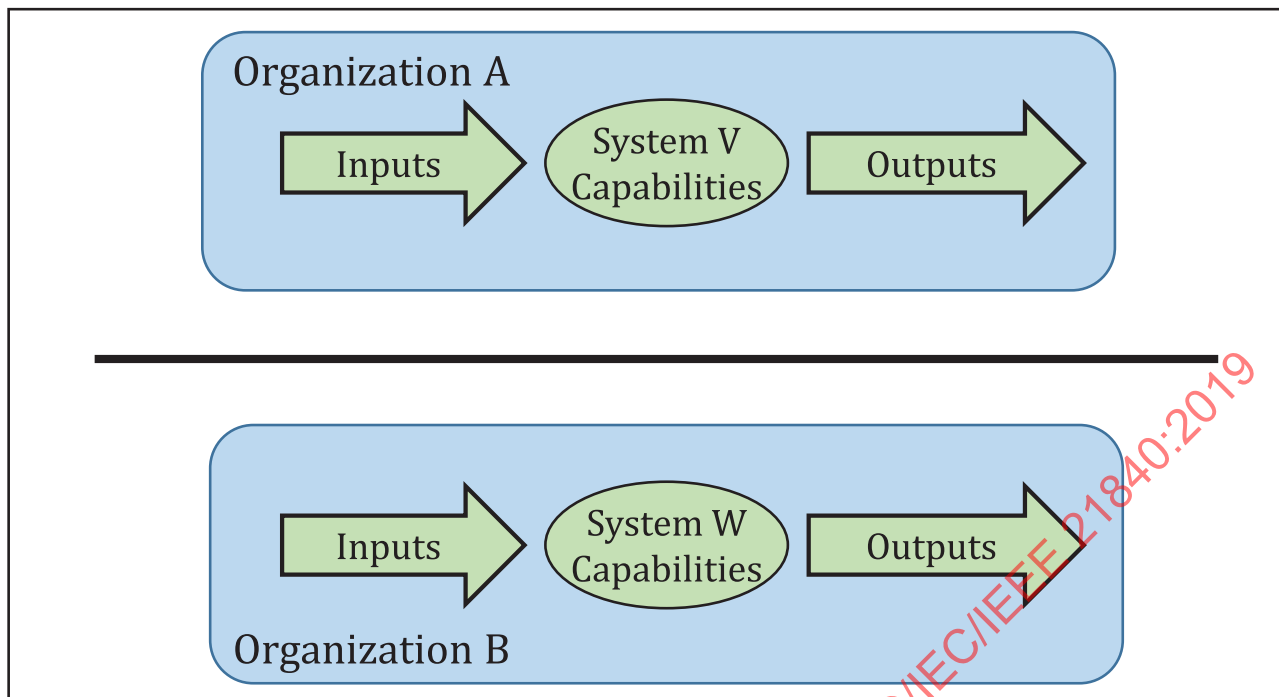 Organization A
Inputs
System V
Capabilities
Outputs
Inputs
System W
Capabilities
Outputs
Organization B
/IEC/IEEE 21840:2019